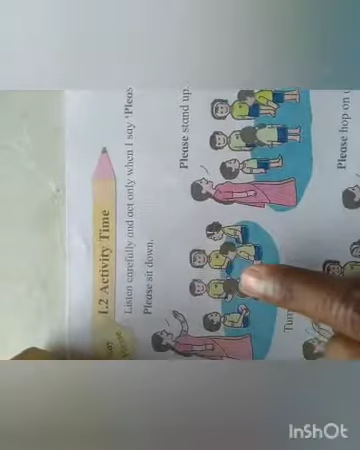 1.2 Activity Time
Listen carefully and act only when I say 'Pleas
Please sit down.
Please stand up
Turn
Please hop on
InShOt